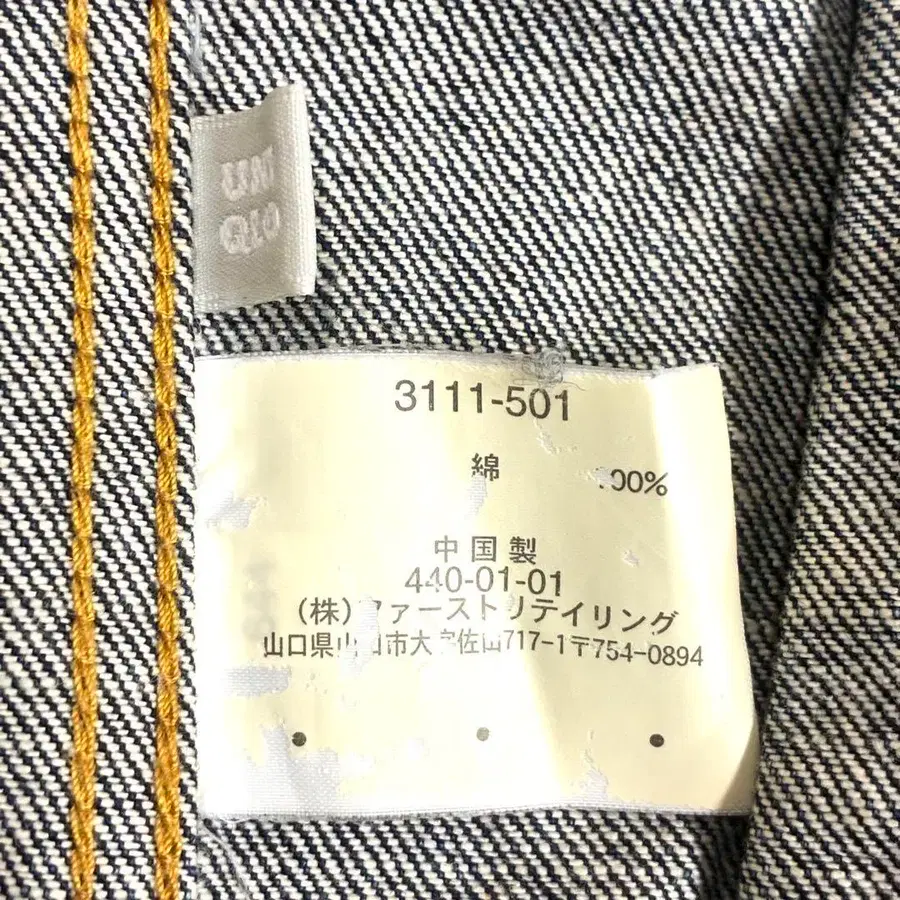 UNI
QLO
3111-501
綿 100%
中国製
440-01-01
(株)ファーストリテイリング
山口県山口市大字佐山717-1〒754-0894